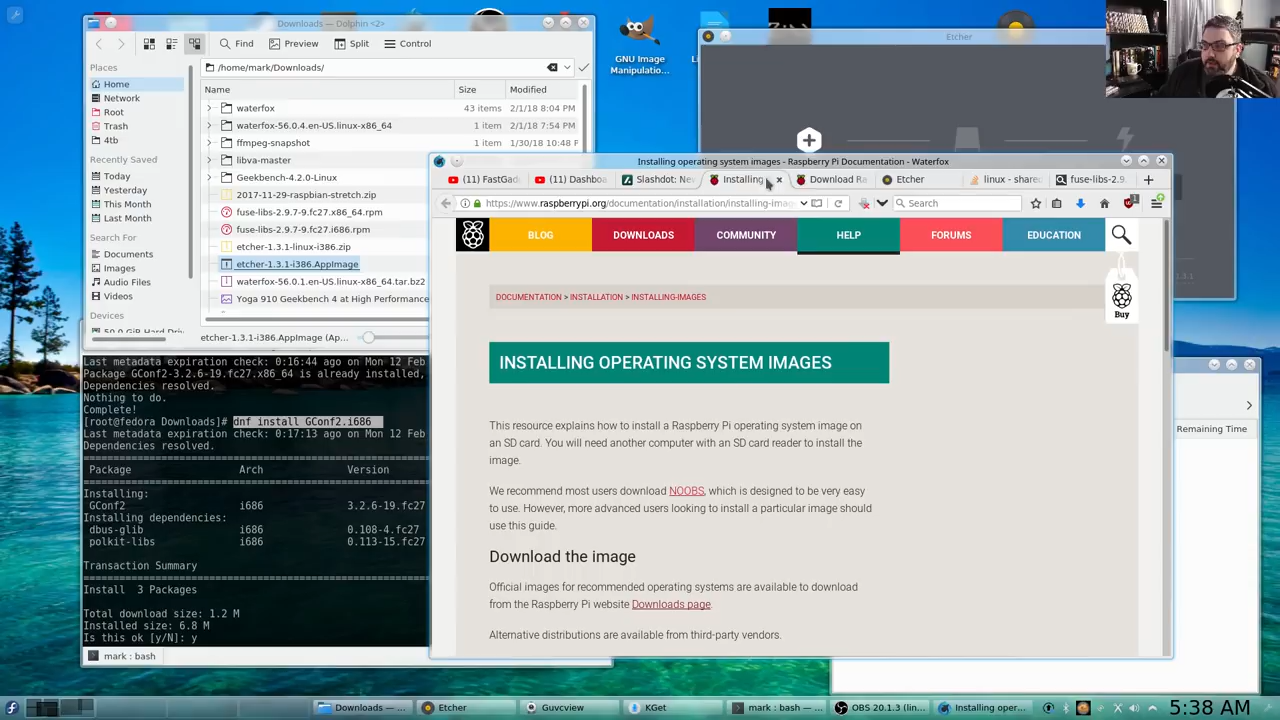 Downloads — Dolphin <2>
Find
Preview
Split
Control
Places
Home
Network
Root
Trash
4tb
Recently Saved
Today
Yesterday
This Month
Last Month
Search For
Documents
Images
Audio Files
Videos
Devices
/home/mark/Downloads/
Name Size Modified
waterfox 43 items 2/1/18 8:04 PM
waterfox-56.0.4.en-US.linux-x86_64 1 item 2/1/18 7:54 PM
ffmpeg-snapshot 1 item 1/30/18 10:48 P
libva-master
Geekbench-4.2.0-Linux
2017-11-29-raspbian-stretch.zip
fuse-libs-2.9.7-9.fc27.x86_64.rpm
fuse-libs-2.9.7-9.fc27.i686.rpm
etcher-1.3.1-linux-i386.zip
etcher-1.3.1-i386.AppImage
waterfox-56.0.1.en-US.linux-x86_64.tar.bz2
Yoga 910 Geekbench 4 at High Performance
etcher-1.3.1-i386.AppImage (Ap...
GNU Image
Manipulatio...
Etcher
Installing operating system images - Raspberry Pi Documentation - Waterfox
(11) FastGad
(11) Dashboa
Slashdot: Nev
Installing
Download Ra
Etcher
linux - share
fuse-libs-2.9.
https://www.raspberrypi.org/documentation/installation/installing-imag
Search
BLOG
DOWNLOADS
COMMUNITY
HELP
FORUMS
EDUCATION
Buy
DOCUMENTATION > INSTALLATION > INSTALLING-IMAGES
INSTALLING OPERATING SYSTEM IMAGES
This resource explains how to install a Raspberry Pi operating system image on
an SD card. You will need another computer with an SD card reader to install the
image.
We recommend most users download NOOBS, which is designed to be very easy
to use. However, more advanced users looking to install a particular image should
use this guide.
Download the image
Official images for recommended operating systems are available to download
from the Raspberry Pi website Downloads page.
Alternative distributions are available from third-party vendors.
Last metadata expiration check: 0:16:44 ago on Mon 12 Feb
Package GConf2-3.2.6-19.fc27.x86_64 is already installed,
Dependencies resolved.
Nothing to do.
Complete!
[root@fedora Downloads]# dnf install GConf2.i686
Last metadata expiration check: 0:17:13 ago on Mon 12 Feb
Dependencies resolved.
Package Arch Version
Installing:
GConf2 i686 3.2.6-19.fc27
Installing dependencies:
dbus-glib i686 0.108-4.fc27
polkit-libs i686 0.113-15.fc27
Transaction Summary
Install 3 Packages
Total download size: 1.2 M
Installed size: 6.8 M
Is this ok [y/N]: y
mark : bash
Remaining Time
Downloads —...
Etcher
Guvcview
KGet
mark : bash —...
OBS 20.1.3 (lin...
Installing oper...
5:38 AM